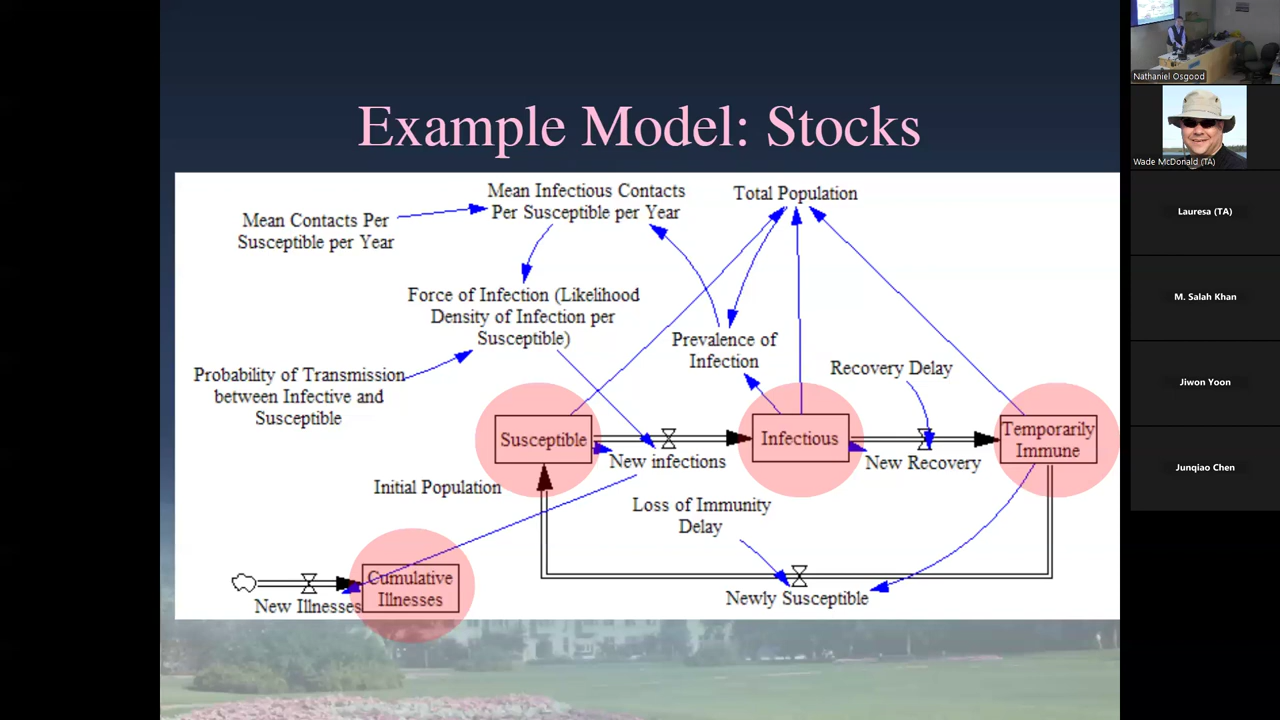 Example Model: Stocks
Mean Infectious Contacts
Per Susceptible per Year
Total Population
Mean Contacts Per
Susceptible per Year
Force of Infection (Likelihood
Density of Infection per
Susceptible)
Prevalence of
Infection
Recovery Delay
Probability of Transmission
between Infective and
Susceptible
Susceptible
New infections
Infectious
New Recovery
Temporarily
Immune
Initial Population
Loss of Immunity
Delay
Newly Susceptible
Cumulative
Illnesses
New Illnesses
Nathaniel Osgood
Wade McDonald (TA)
Lauresa (TA)
M. Salah Khan
Jiwon Yoon
Junqiao Chen